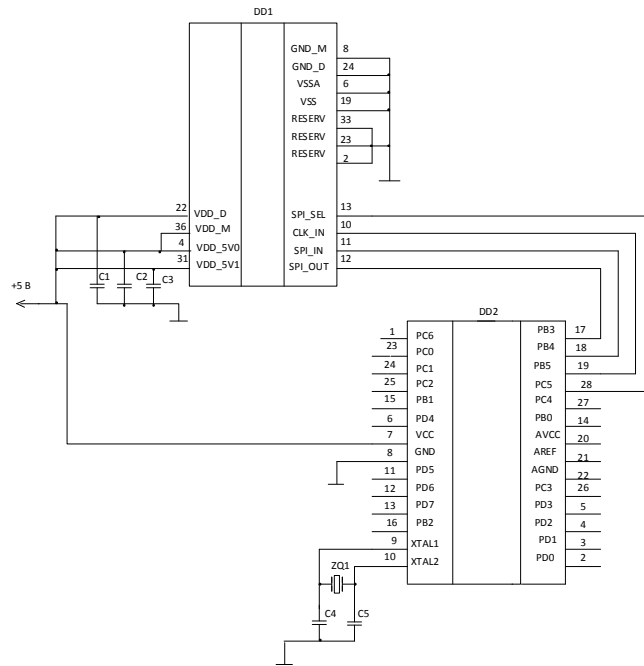 DD1
GND_M 8
GND_D 24
VSSA 6
VSS 19
RESERV 33
RESERV 23
RESERV 2
22 VDD_D SPI_SEL 13
36 VDD_M CLK_IN 10
4 VDD_5V0 SPI_IN 11
31 VDD_5V1 SPI_OUT 12
C1 C2 C3
+5 В
DD2
1 PC6 PB3 17
23 PC0 PB4 18
24 PC1 PB5 19
25 PC2 PC5 28
15 PB1 PC4 27
6 PD4 PB0 14
7 VCC AVCC 20
8 GND AREF 21
11 PD5 AGND 22
12 PD6 PC3 26
13 PD7 PD3 5
16 PB2 PD2 4
9 XTAL1 PD1 3
10 XTAL2 PD0 2
ZQ1
C4 C5